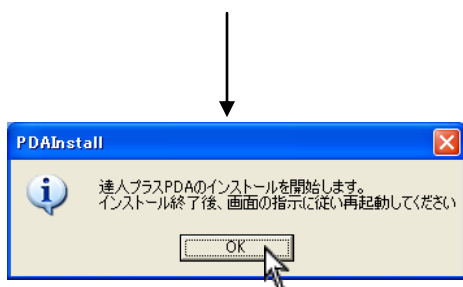 PDAInstall
達人プラスPDAのインストールを開始します。
インストール終了後、画面の指示に従い再起動してください
OK